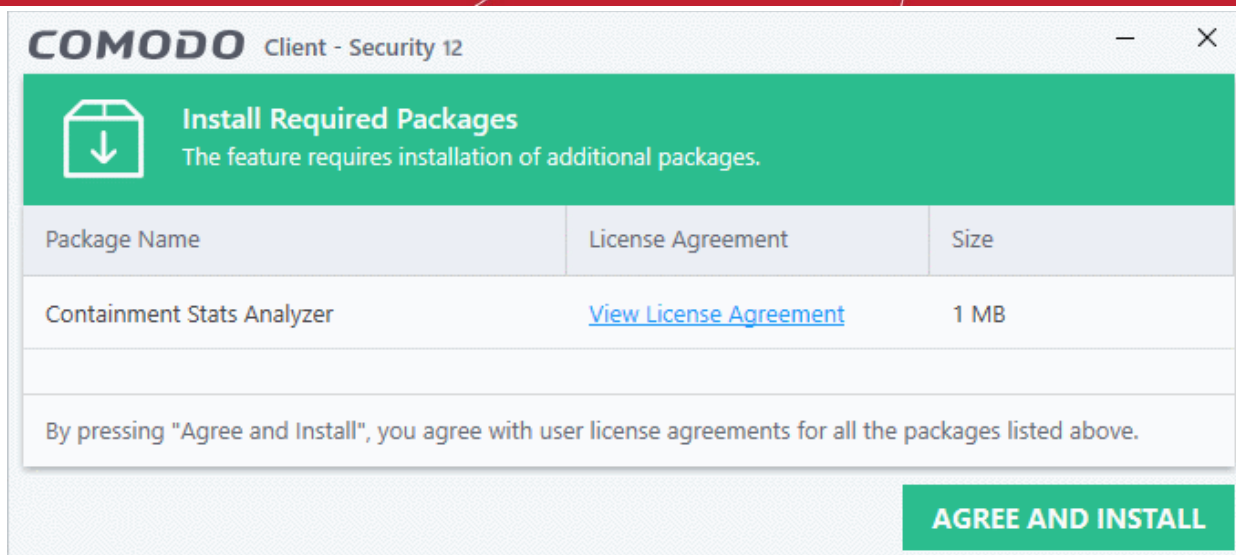 COMODO Client - Security 12
Install Required Packages
The feature requires installation of additional packages.
Package Name License Agreement Size
Containment Stats Analyzer View License Agreement 1 MB
By pressing "Agree and Install", you agree with user license agreements for all the packages listed above.
AGREE AND INSTALL